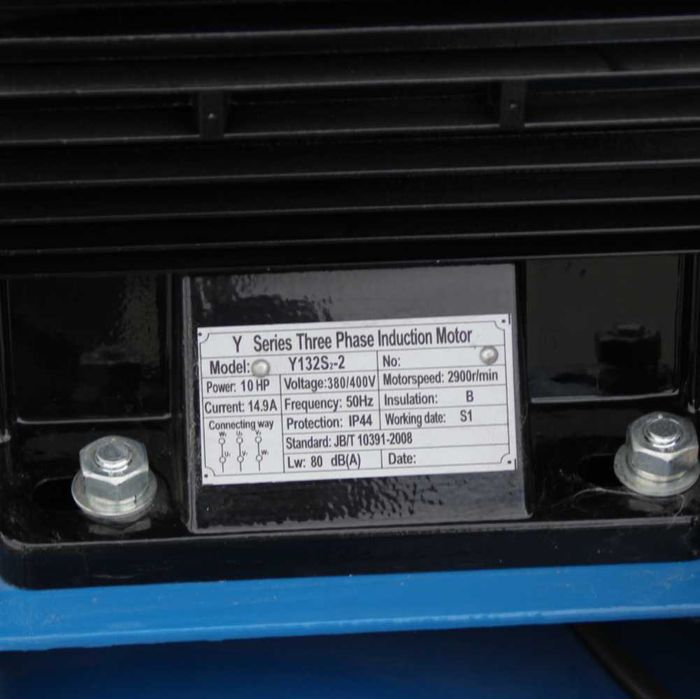 Y Series Three Phase Induction Motor
Model: Y132S₂-2 No:
Power: 10 HP Voltage:380/400V Motorspeed: 2900r/min
Current: 14.9A Frequency: 50Hz Insulation: B
Connecting way Protection: IP44 Working date: S1
Standard: JB/T 10391-2008
Lw: 80 dB(A) Date: